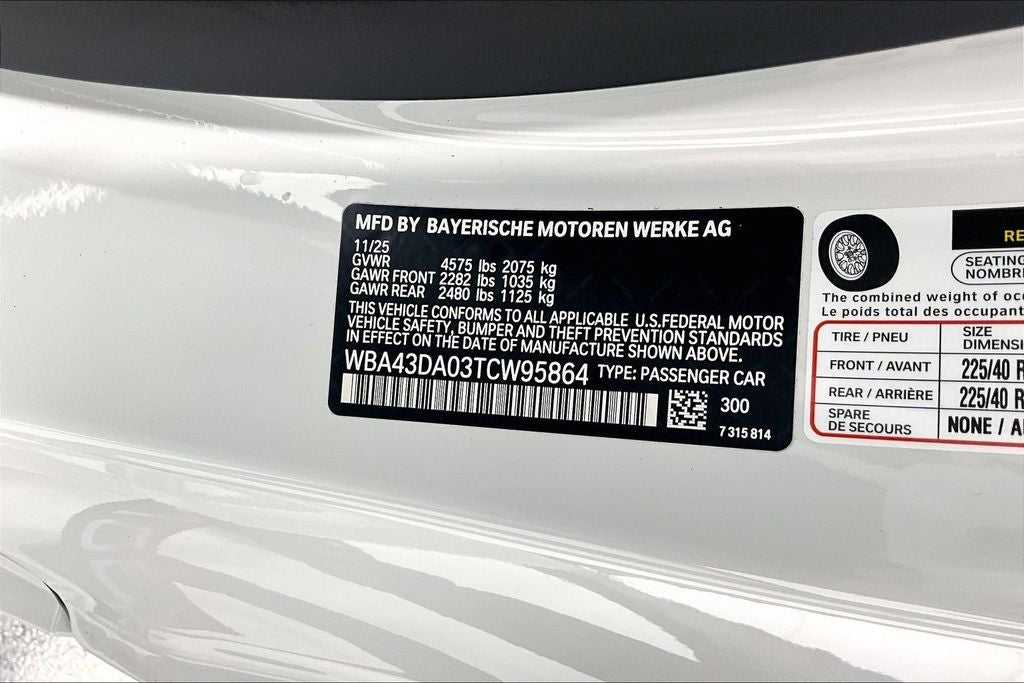 MFD BY BAYERISCHE MOTOREN WERKE AG
11/25
GVWR 4575 lbs 2075 kg
GAWR FRONT 2282 lbs 1035 kg
GAWR REAR 2480 lbs 1125 kg
THIS VEHICLE CONFORMS TO ALL APPLICABLE U.S.FEDERAL MOTOR
VEHICLE SAFETY, BUMPER AND THEFT PREVENTION STANDARDS
IN EFFECT ON THE DATE OF MANUFACTURE SHOWN ABOVE.
WBA43DA03TCW95864 TYPE: PASSENGER CAR
300
7 315 814
SEATING
The combined weight of
Le poids total des
TIRE / PNEU SIZE
FRONT / AVANT 225/40 R
REAR / ARRIÈRE 225/40 R
SPARE
DE SECOURS NONE /